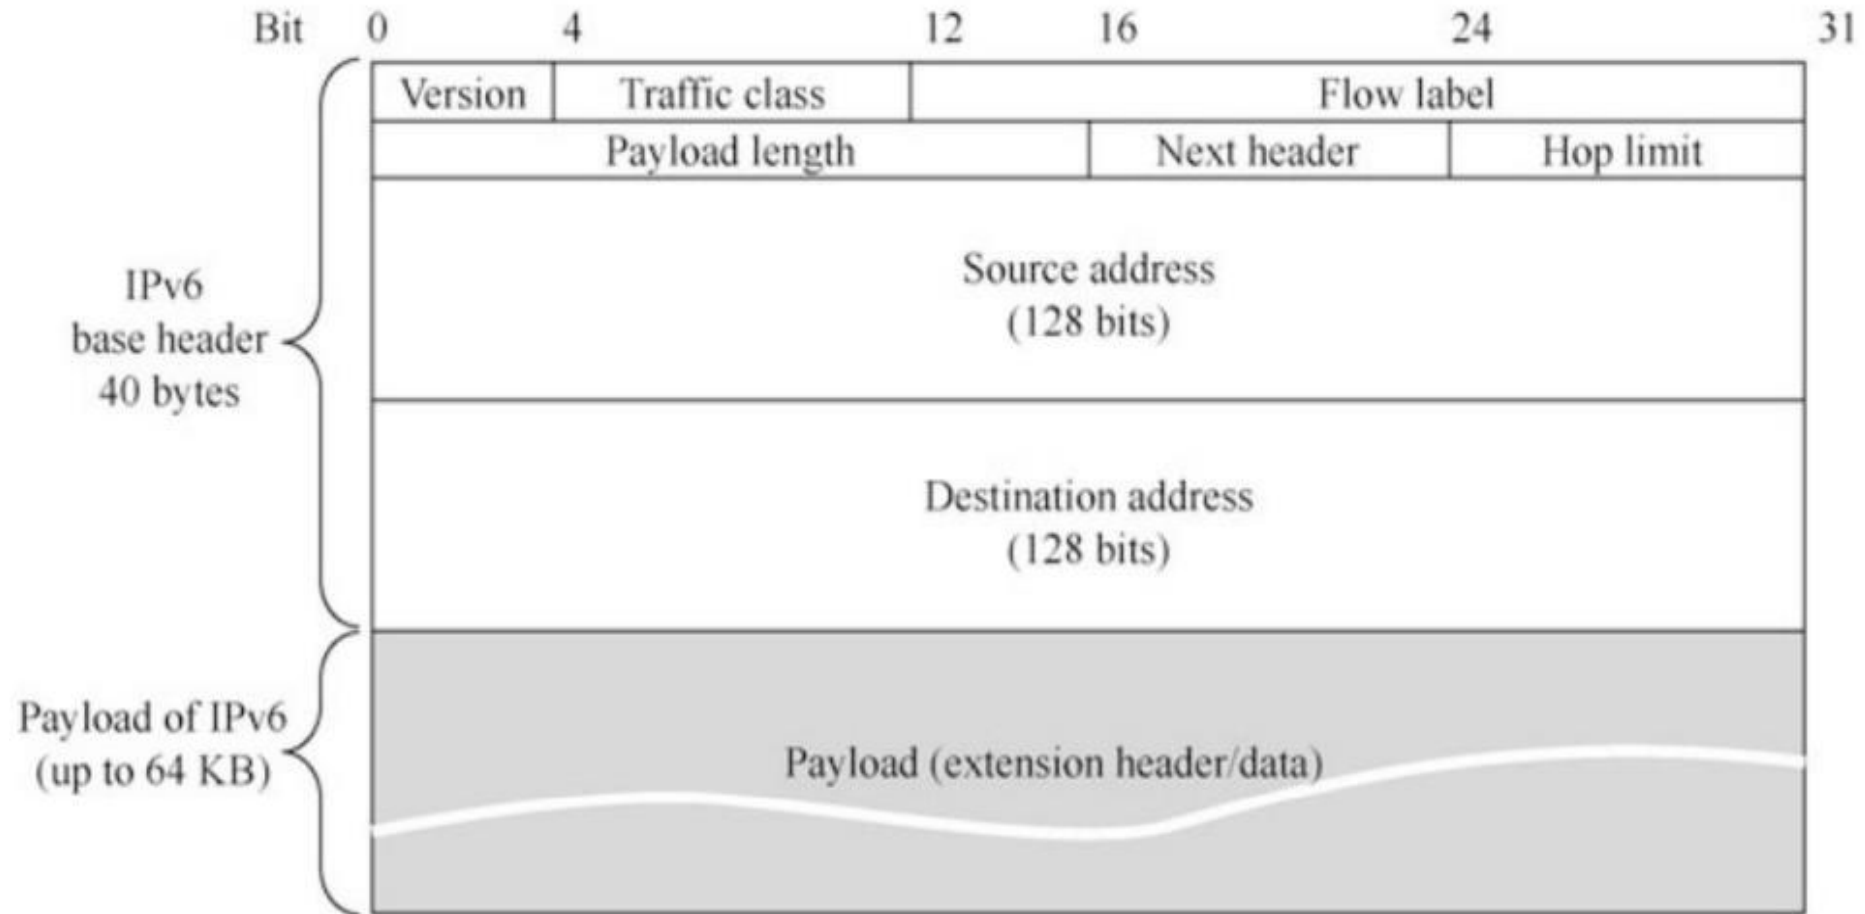 Bit 0 4 12 16 24 31
Version Traffic class Flow label
Payload length Next header Hop limit
Source address
(128 bits)
IPv6
base header
40 bytes
Destination address
(128 bits)
Payload of IPv6
(up to 64 KB)
Payload (extension header/data)